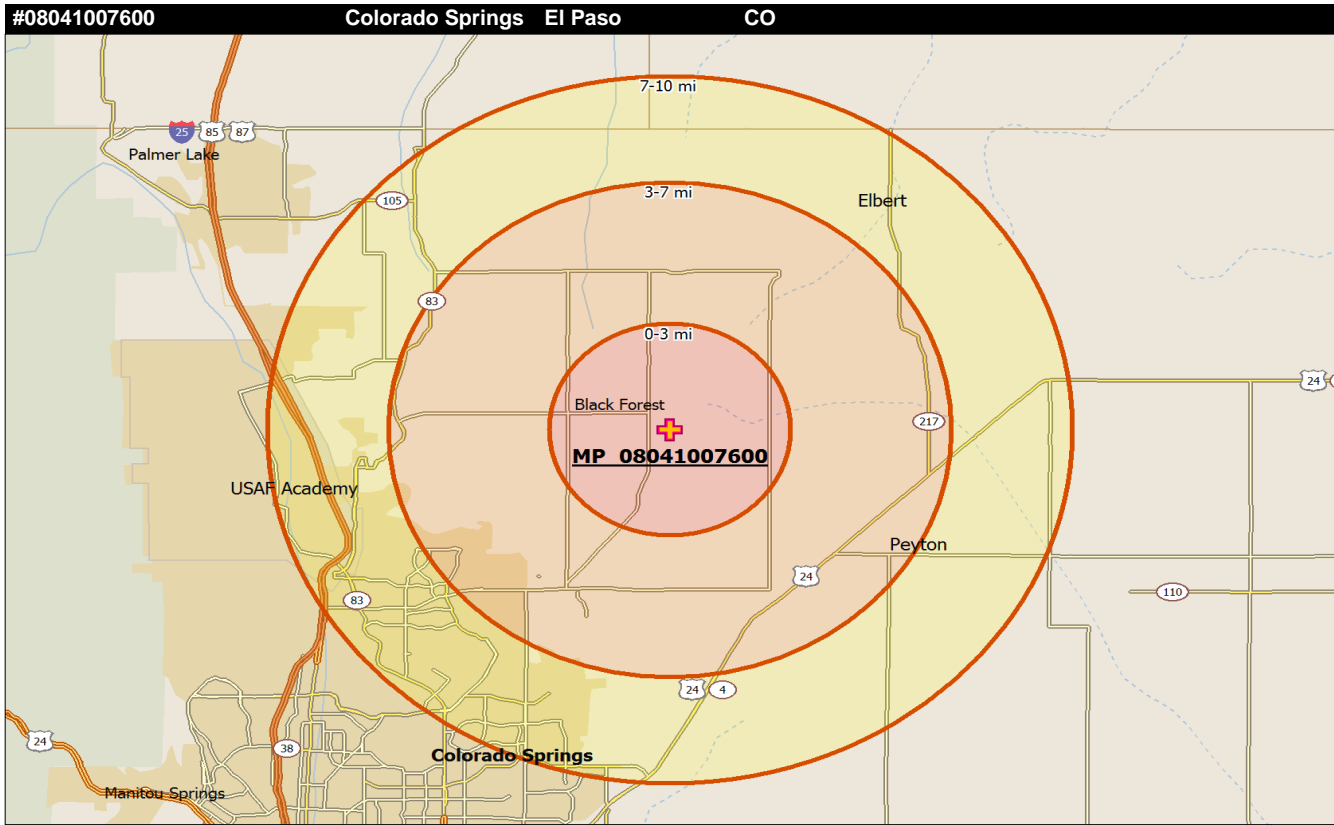 #08041007600 Colorado Springs El Paso CO
7-10 mi
25 85 87
Palmer Lake
3-7 mi
105
Elbert
83
0-3 mi
24
Black Forest
217
MP 08041007600
USAF Academy
Peyton
24
110
83
24 4
24
38
Colorado Springs
Manitou Springs